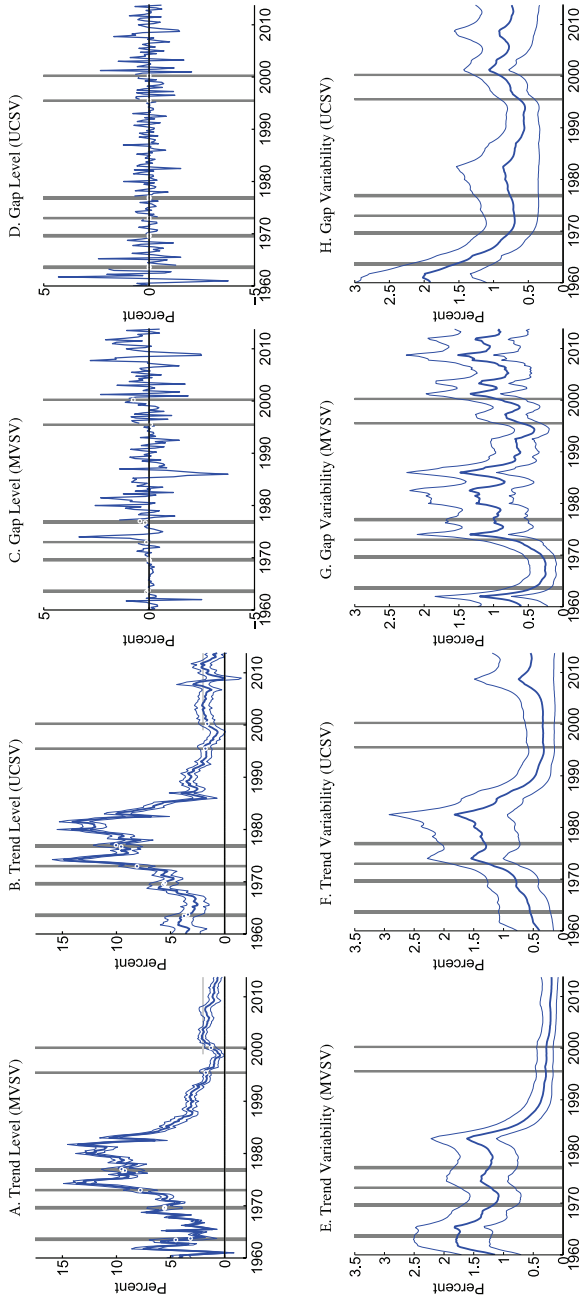 A. Trend Level (MVSV)
Percent
15
10
5
0
1960 1970 1980 1990 2000 2010
B. Trend Level (UCSV)
Percent
15
10
5
0
1960 1970 1980 1990 2000 2010
C. Gap Level (MVSV)
Percent
5
0
−5
1960 1970 1980 1990 2000 2010
D. Gap Level (UCSV)
Percent
5
0
−5
1960 1970 1980 1990 2000 2010
E. Trend Variability (MVSV)
Percent
3.5
3
2.5
2
1.5
1
0.5
0
1960 1970 1980 1990 2000 2010
F. Trend Variability (UCSV)
Percent
3.5
3
2.5
2
1.5
1
0.5
0
1960 1970 1980 1990 2000 2010
G. Gap Variability (MVSV)
Percent
3
2.5
2
1.5
1
0.5
0
1960 1970 1980 1990 2000 2010
H. Gap Variability (UCSV)
Percent
3
2.5
2
1.5
1
0.5
0
1960 1970 1980 1990 2000 2010